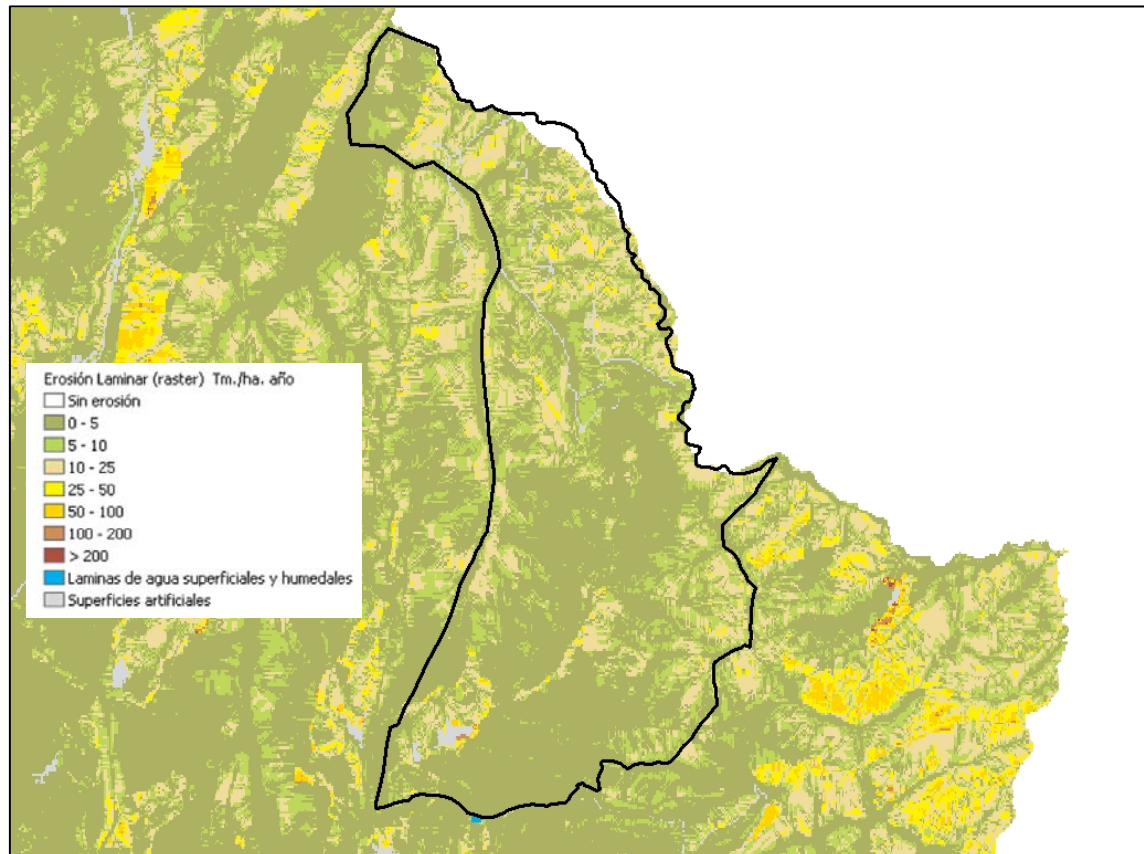 Erosión Laminar (raster) Tm./ha. año
Sin erosión
0 - 5
5 - 10
10 - 25
25 - 50
50 - 100
100 - 200
> 200
Laminas de agua superficiales y humedales
Superficies artificiales